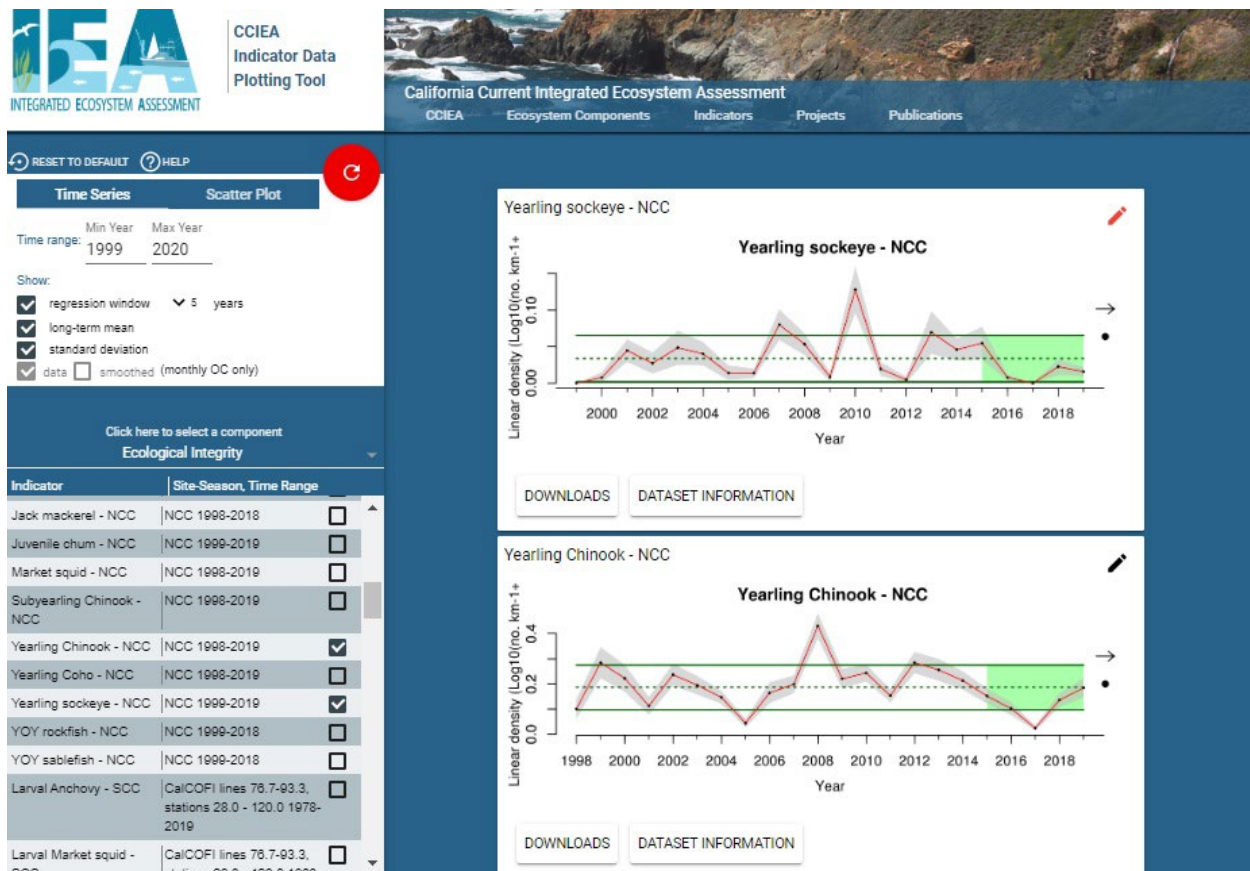 IEA
INTEGRATED ECOSYSTEM ASSESSMENT
CCIEA
Indicator Data
Plotting Tool
California Current Integrated Ecosystem Assessment
CCIEA Ecosystem Components Indicators Projects Publications
RESET TO DEFAULT ? HELP
Time Series Scatter Plot
Time range: Min Year 1999 Max Year 2020
Show:
regression window 5 years
long-term mean
standard deviation
data smoothed (monthly OC only)
Click here to select a component
Ecological Integrity
Indicator Site-Season, Time Range
Jack mackerel - NCC NCC 1998-2018
Juvenile chum - NCC NCC 1999-2019
Market squid - NCC NCC 1998-2019
Subyearling Chinook - NCC 1998-2019
NCC
Yearling Chinook - NCC NCC 1998-2019
Yearling Coho - NCC NCC 1998-2019
Yearling sockeye - NCC NCC 1999-2019
YOY rockfish - NCC NCC 1999-2018
YOY sablefish - NCC NCC 1999-2018
Larval Anchovy - SCC CalCOFI lines 76.7-93.3,
stations 28.0 - 120.0 1978-
2019
Larval Market squid - CalCOFI lines 76.7-93.3,
Yearling sockeye - NCC
Yearling sockeye - NCC
Linear density (Log10(no. km-1+
0.10
0.00
2000 2002 2004 2006 2008 2010 2012 2014 2016 2018
Year
DOWNLOADS DATASET INFORMATION
Yearling Chinook - NCC
Yearling Chinook - NCC
Linear density (Log10(no. km-1+
0.4
0.2
0.0
1998 2000 2002 2004 2006 2008 2010 2012 2014 2016 2018
Year
DOWNLOADS DATASET INFORMATION